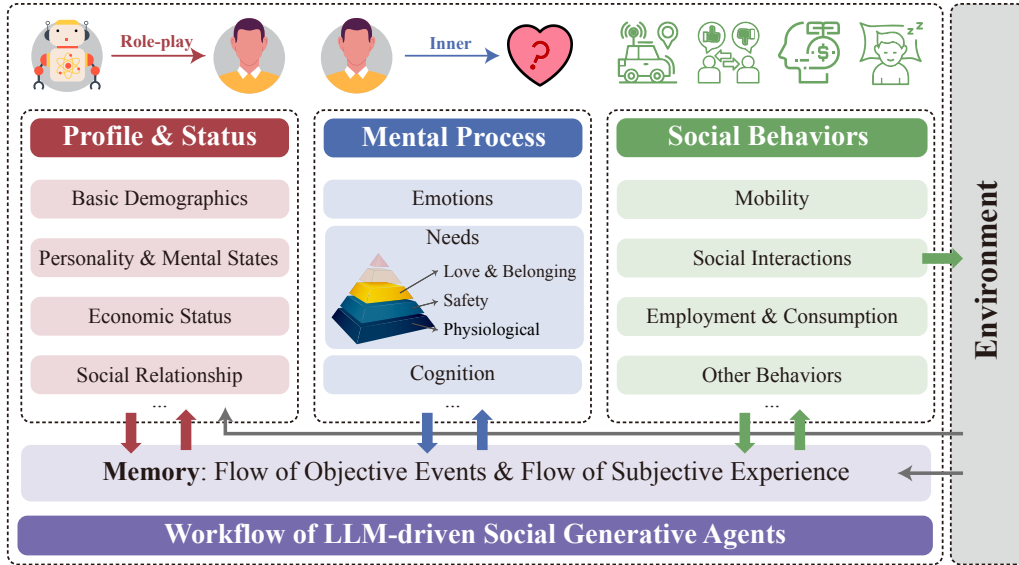 Role-play
Inner
?
$
z z
Profile & Status
Basic Demographics
Personality & Mental States
Economic Status
Social Relationship
...
Mental Process
Emotions
Needs
Love & Belonging
Safety
Physiological
Cognition
...
Social Behaviors
Mobility
Social Interactions
Employment & Consumption
Other Behaviors
...
Environment
Memory: Flow of Objective Events & Flow of Subjective Experience
Workflow of LLM-driven Social Generative Agents